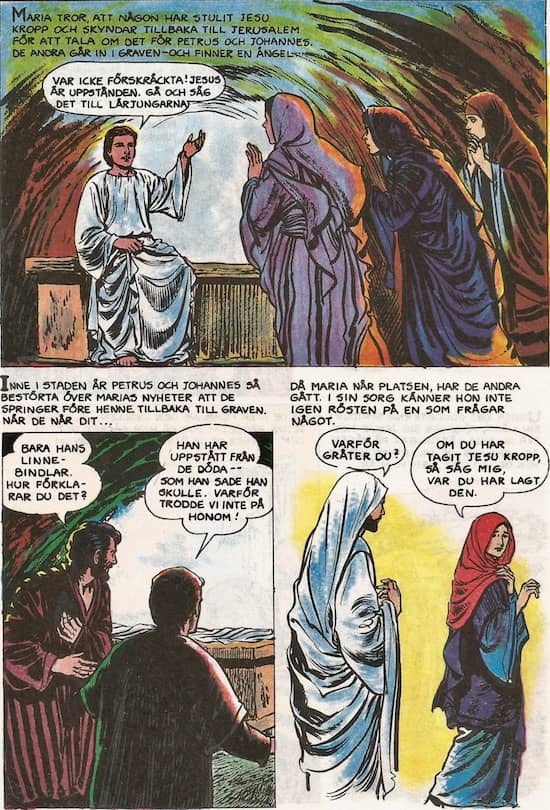 MARIA TROR, ATT NÅGON HAR STULIT JESU
KROPP OCH SKYNDAR TILLBAKA TILL JERUSALEM
FÖR ATT TALA OM DET FÖR PETRUS OCH JOHANNES.
DE ANDRA GÅR IN I GRAVEN-OCH FINNER EN ÄNGEL...
VAR ICKE FÖRSKRÄCKTA! JESUS
ÄR UPPSTÅNDEN. GÅ OCH SÄG
DET TILL LÄRJUNGARNA
INNE I STADEN ÄR PETRUS OCH JOHANNES SÅ
BESTÖRTA ÖVER MARIAS NYHETER ATT DE
SPRINGER FÖRE HENNE TILLBAKA TILL GRAVEN.
NÄR DE NÅR DIT...
BARA HANS
LINNE-
BINDLAR.
HUR FÖRKLA-
RAR DU DET?
HAN HAR
UPPSTÅTT FRÅN
DE DÖDA--
SOM HAN SADE HAN
SKULLE. VARFÖR
TRODDE VI INTE PÅ
HONOM!
DÅ MARIA NÅR PLATSEN, HAR DE ANDRA
GÅTT. I SIN SORG KÄNNER HON INTE
IGEN RÖSTEN PÅ EN SOM FRÅGAR
NÅGOT.
VARFÖR
GRÅTER DU?
OM DU HAR
TAGIT JESU KROPP,
SÅ SÄG MIG,
VAR DU HAR LAGT
DEN.